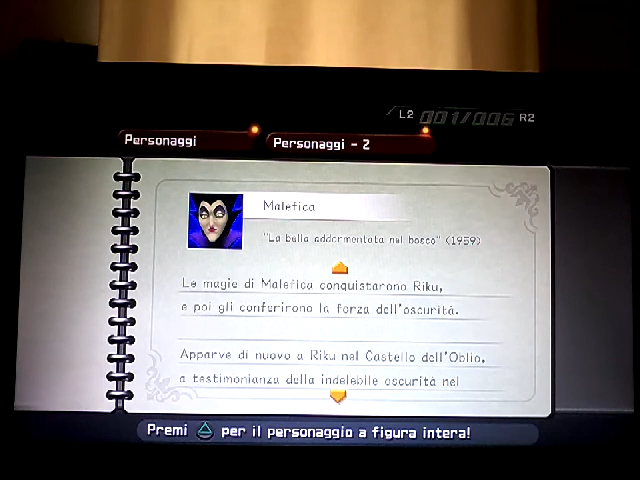 L2 001/006 R2
Personaggi
Personaggi - 2
Malefica
"La bella addormentata nel bosco" (1959)
Le magie di Malefica conquistarono Riku,
e poi gli conferirono la forza dell'oscurità.
Apparve di nuovo a Riku nel Castello dell'Oblio,
a testimonianza della indelebile oscurità nel
Premi △ per il personaggio a figura intera!